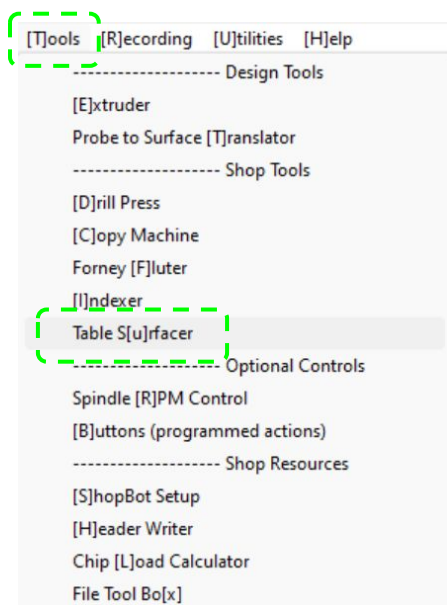 [T]ools [R]ecording [U]tilities [H]elp
-------------------- Design Tools
[E]xtruder
Probe to Surface [T]ranslator
-------------------- Shop Tools
[D]rill Press
[C]opy Machine
Forney [F]luter
[I]ndexer
Table S[u]rfacer
-------------------- Optional Controls
Spindle [R]PM Control
[B]uttons (programmed actions)
-------------------- Shop Resources
[S]hopBot Setup
[H]eader Writer
Chip [L]oad Calculator
File Tool Bo[x]